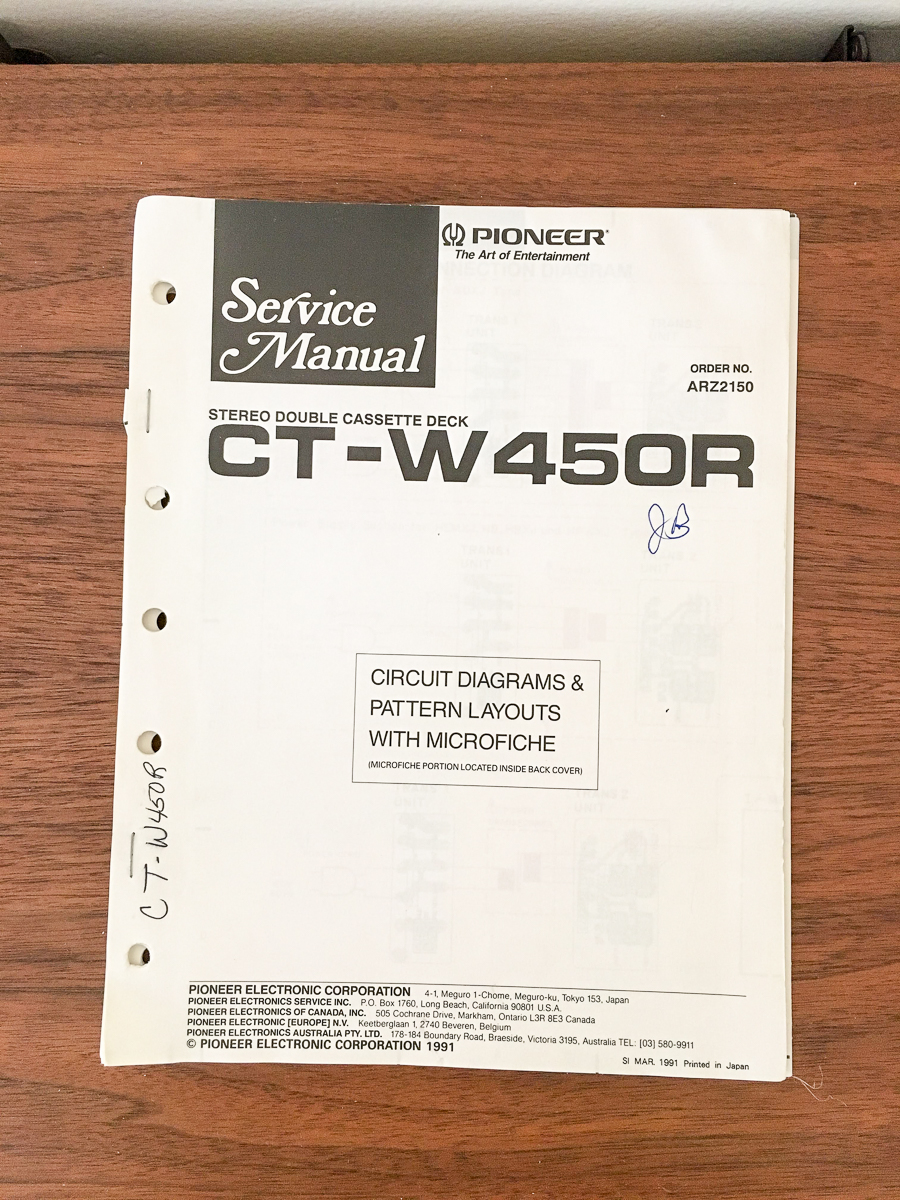 PIONEER®
The Art of Entertainment
Service
Manual
ORDER NO.
ARZ2150
STEREO DOUBLE CASSETTE DECK
CT-W450R
JB
CIRCUIT DIAGRAMS &
PATTERN LAYOUTS
WITH MICROFICHE
(MICROFICHE PORTION LOCATED INSIDE BACK COVER)
CT-W450R
PIONEER ELECTRONIC CORPORATION 4-1, Meguro 1-Chome, Meguro-ku, Tokyo 153, Japan
PIONEER ELECTRONICS SERVICE INC. P.O. Box 1760, Long Beach, California 90801 U.S.A.
PIONEER ELECTRONICS OF CANADA, INC. 505 Cochrane Drive, Markham, Ontario L3R 8E3 Canada
PIONEER ELECTRONIC [EUROPE] N.V. Keetberglaan 1, 2740 Beveren, Belgium
PIONEER ELECTRONICS AUSTRALIA PTY. LTD. 178-184 Boundary Road, Braeside, Victoria 3195, Australia TEL: [03] 580-9911
© PIONEER ELECTRONIC CORPORATION 1991
SI MAR. 1991 Printed in Japan